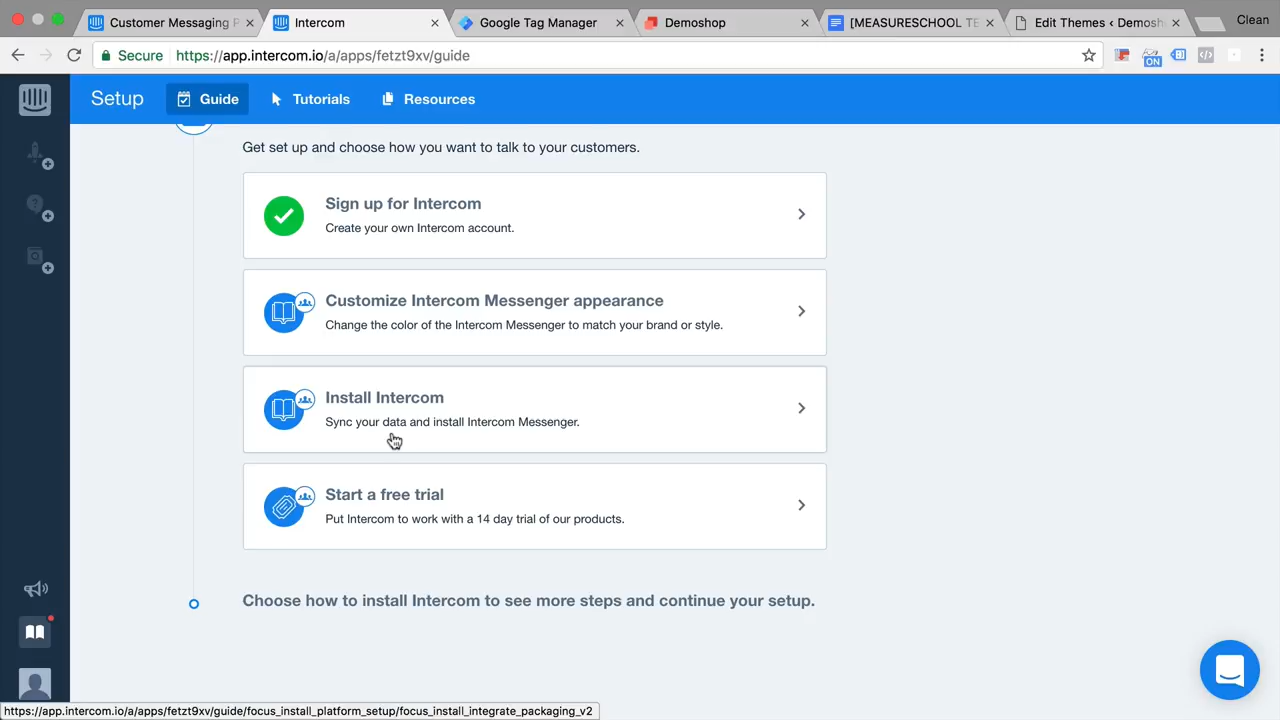 Customer Messaging P
Intercom
Google Tag Manager
Demoshop
[MEASURESCHOOL TE
Edit Themes ‹ Demosh
Clean
Secure
https://app.intercom.io/a/apps/fetzt9xv/guide
ON
Setup
Guide
Tutorials
Resources
Get set up and choose how you want to talk to your customers.
Sign up for Intercom
Create your own Intercom account.
Customize Intercom Messenger appearance
Change the color of the Intercom Messenger to match your brand or style.
Install Intercom
Sync your data and install Intercom Messenger.
Start a free trial
Put Intercom to work with a 14 day trial of our products.
Choose how to install Intercom to see more steps and continue your setup.
https://app.intercom.io/a/apps/fetzt9xv/guide/focus_install_platform_setup/focus_install_integrate_packaging_v2